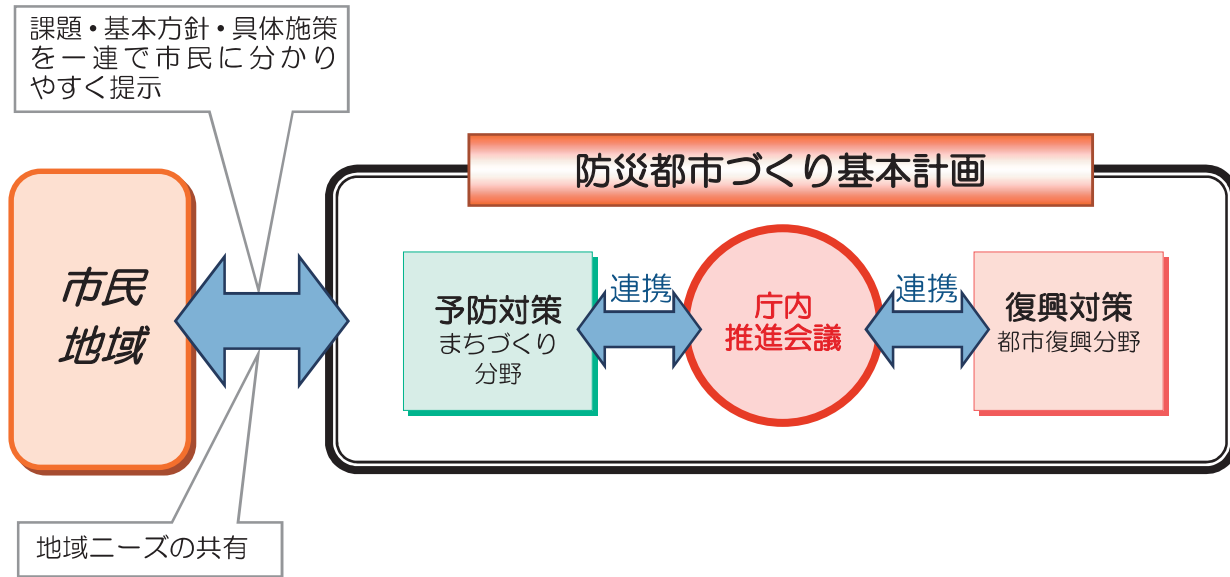 課題・基本方針・具体施策
を一連で市民に分かり
やすく提示
防災都市づくり基本計画
市民
地域
予防対策
まちづくり
分野
連携
庁内
推進会議
連携
復興対策
都市復興分野
地域ニーズの共有